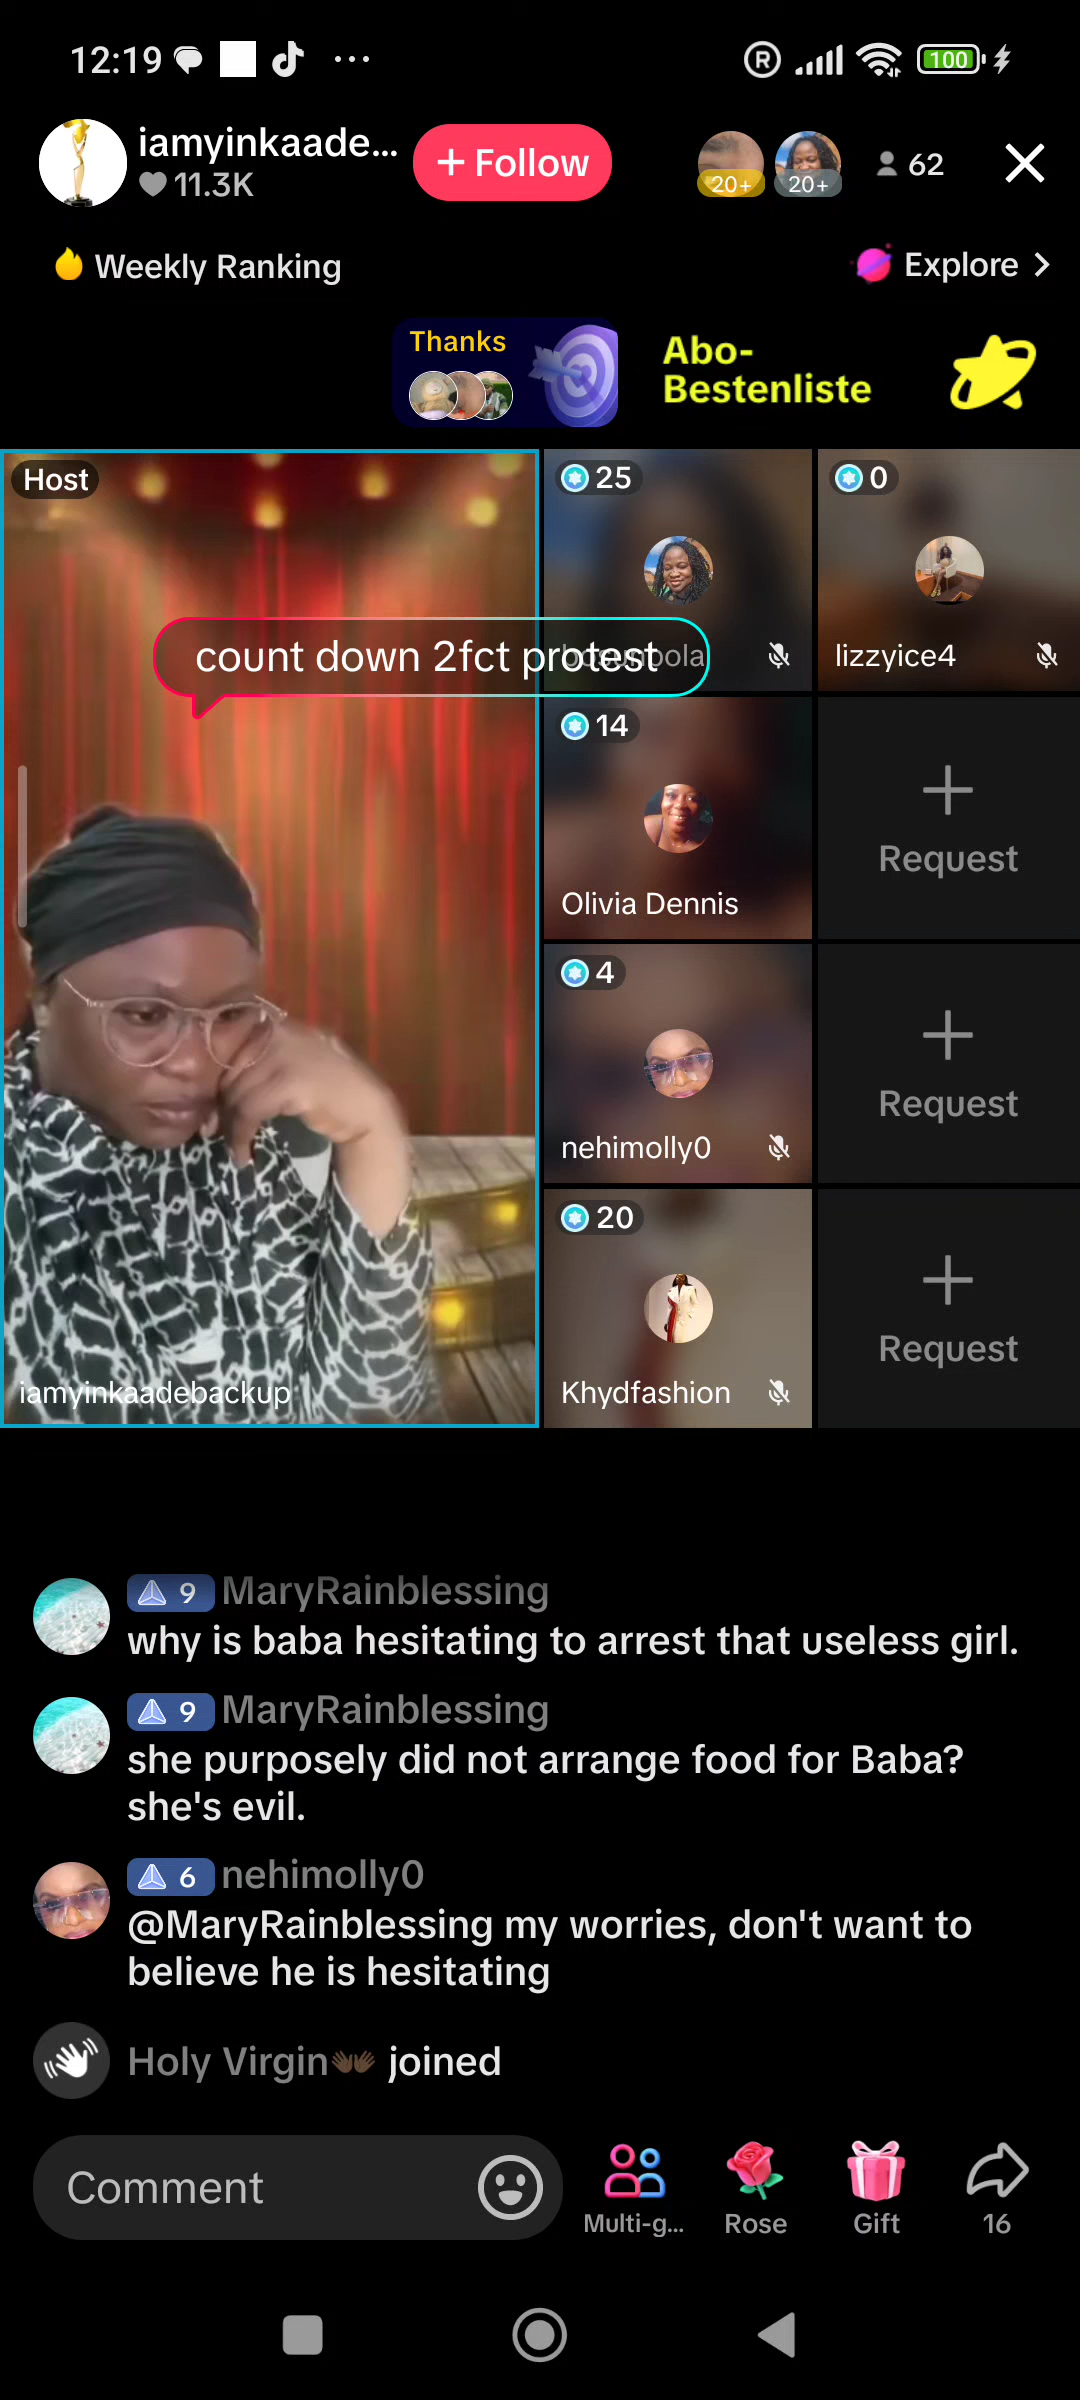 12:19
100
iamyinkaade...
11.3K
+ Follow
20+
20+
62
Weekly Ranking
Explore
Thanks
Abo-
Bestenliste
Host
25
0
count down 2fct protest
lizzyice4
14
Request
Olivia Dennis
4
Request
nehimolly0
20
Request
iamyinkaadebackup
Khydfashion
9 MaryRainblessing
why is baba hesitating to arrest that useless girl.
9 MaryRainblessing
she purposely did not arrange food for Baba?
she's evil.
6 nehimolly0
@MaryRainblessing my worries, don't want to
believe he is hesitating
Holy Virgin👐🏿 joined
Comment
Multi-g...
Rose
Gift
16